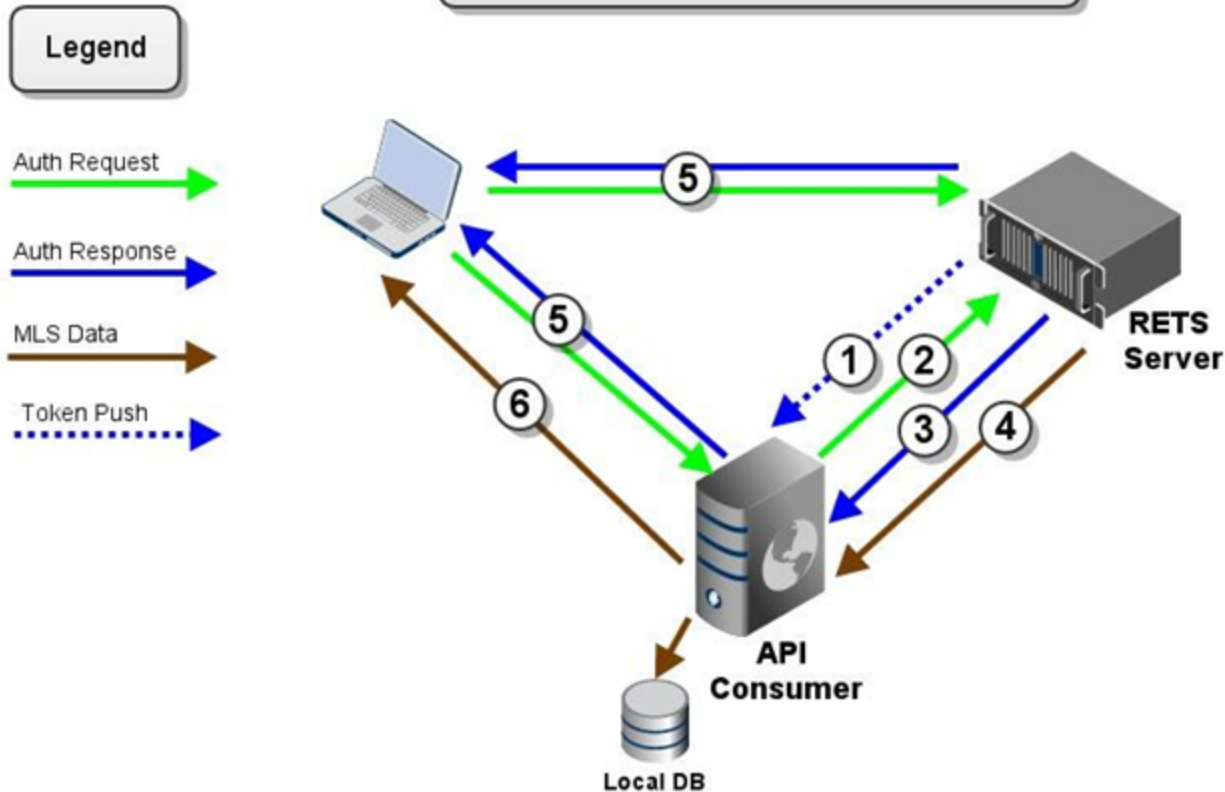 Legend
Auth Request
Auth Response
MLS Data
Token Push
5
5
6
1
2
3
4
RETS
Server
API
Consumer
Local DB